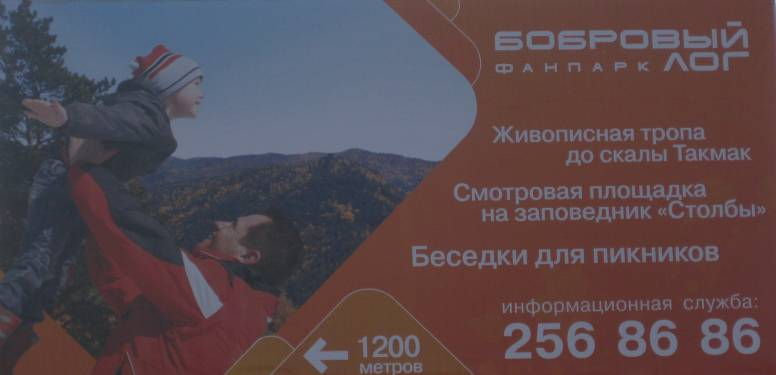 БОБРОВЫЙ
ФАНПАРК ЛОГ
Живописная тропа
до скалы Такмак
Смотровая площадка
на заповедник «Столбы»
Беседки для пикников
информационная служба:
256 86 86
1200
метров